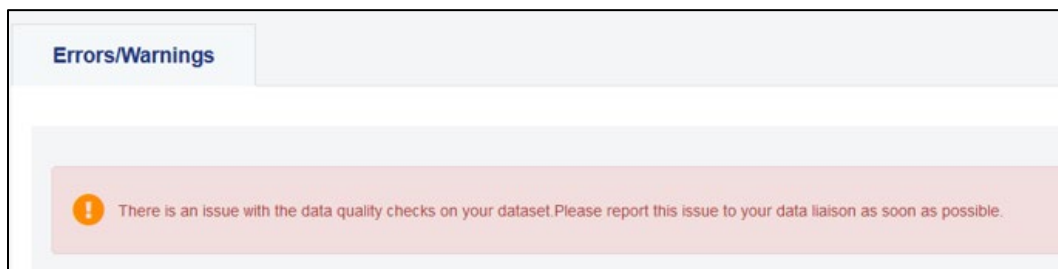 Errors/Warnings
There is an issue with the data quality checks on your dataset.Please report this issue to your data liaison as soon as possible.